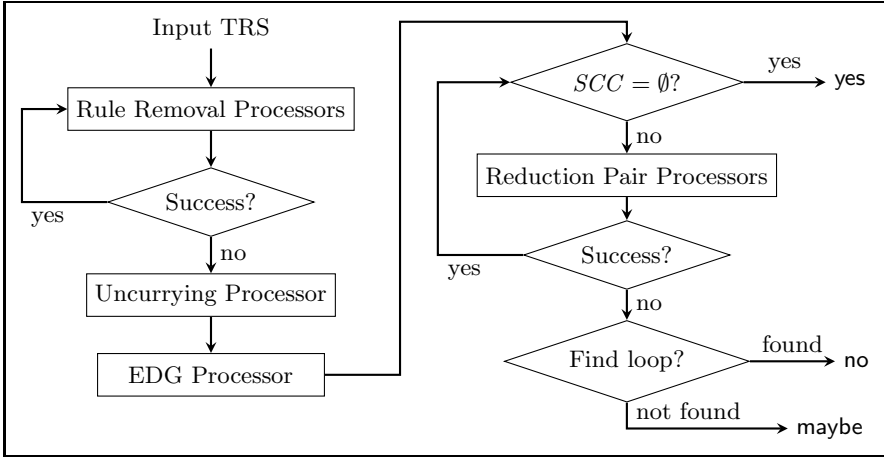 Input TRS
Rule Removal Processors
Success?
yes
no
Uncurrying Processor
EDG Processor
SCC = ∅?
yes
yes
no
Reduction Pair Processors
Success?
yes
no
Find loop?
found
no
not found
maybe